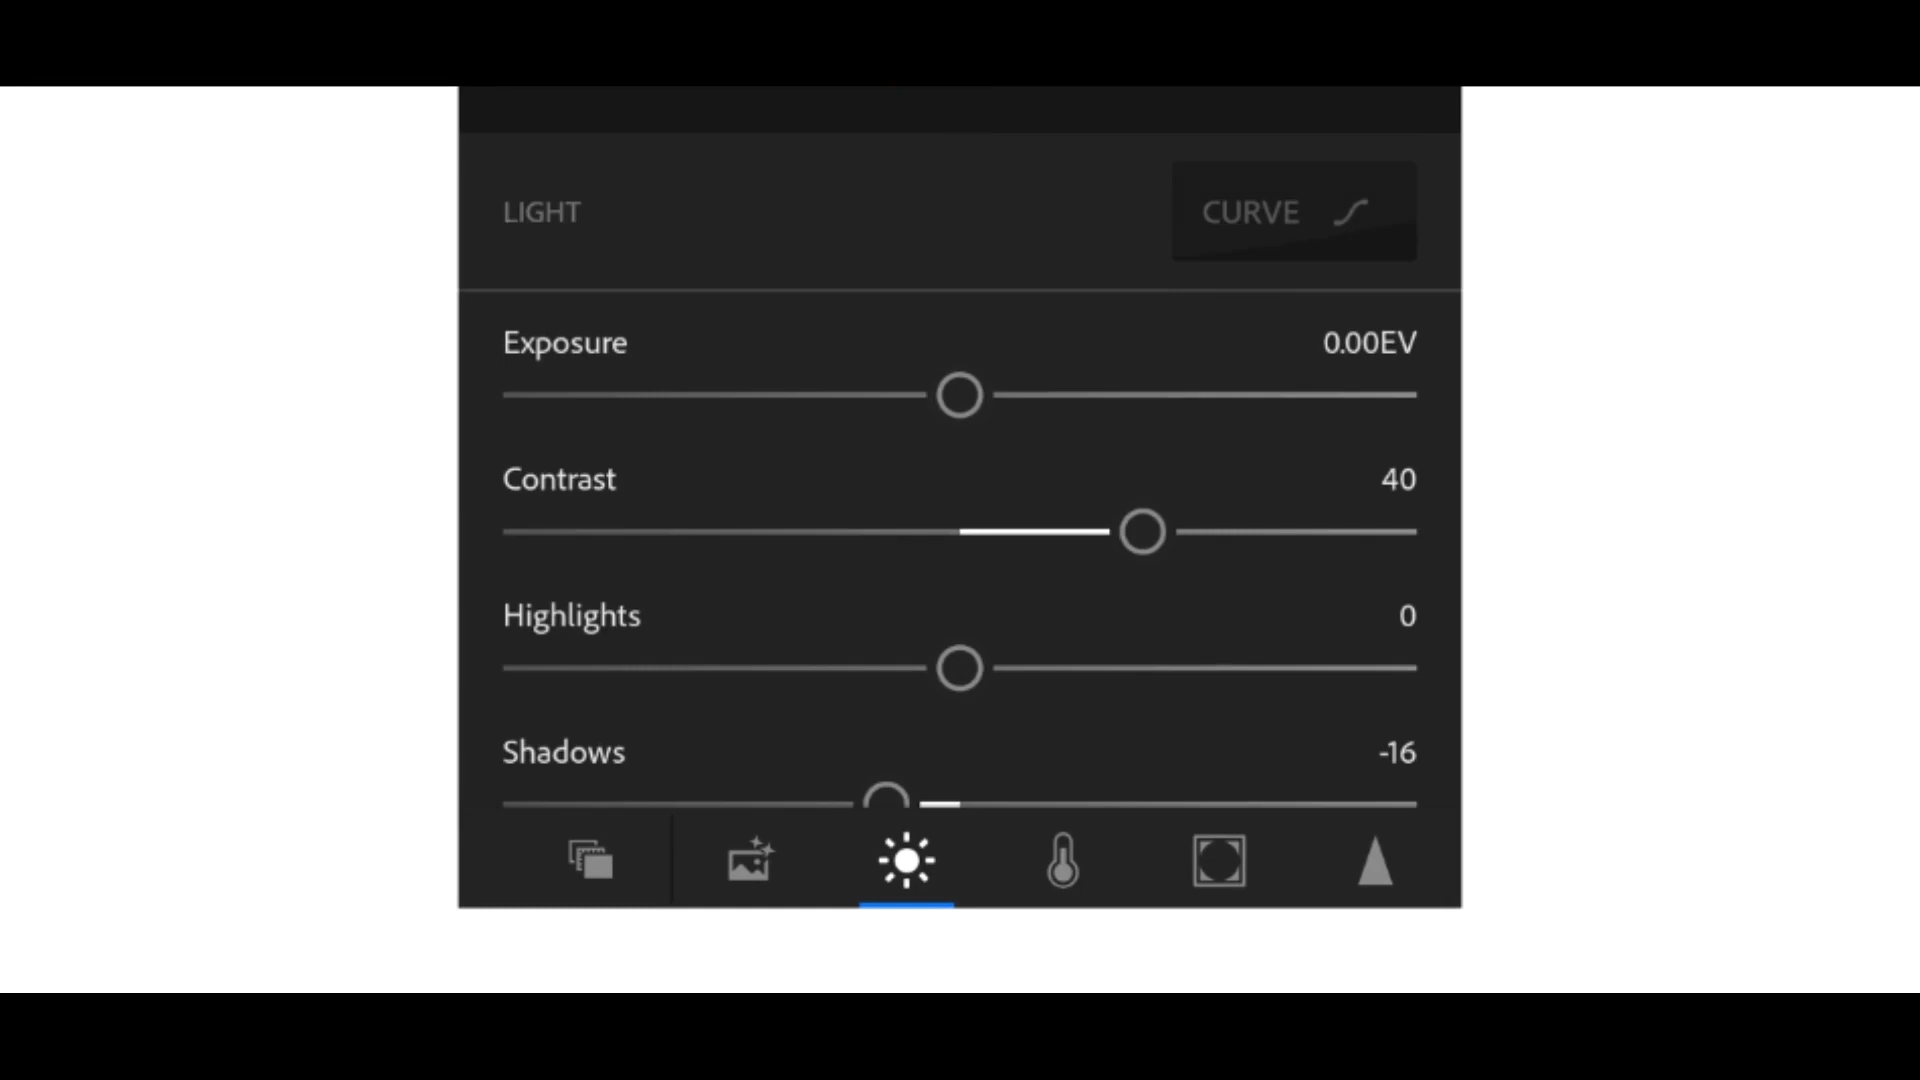 LIGHT CURVE
Exposure 0.00EV
Contrast 40
Highlights 0
Shadows -16